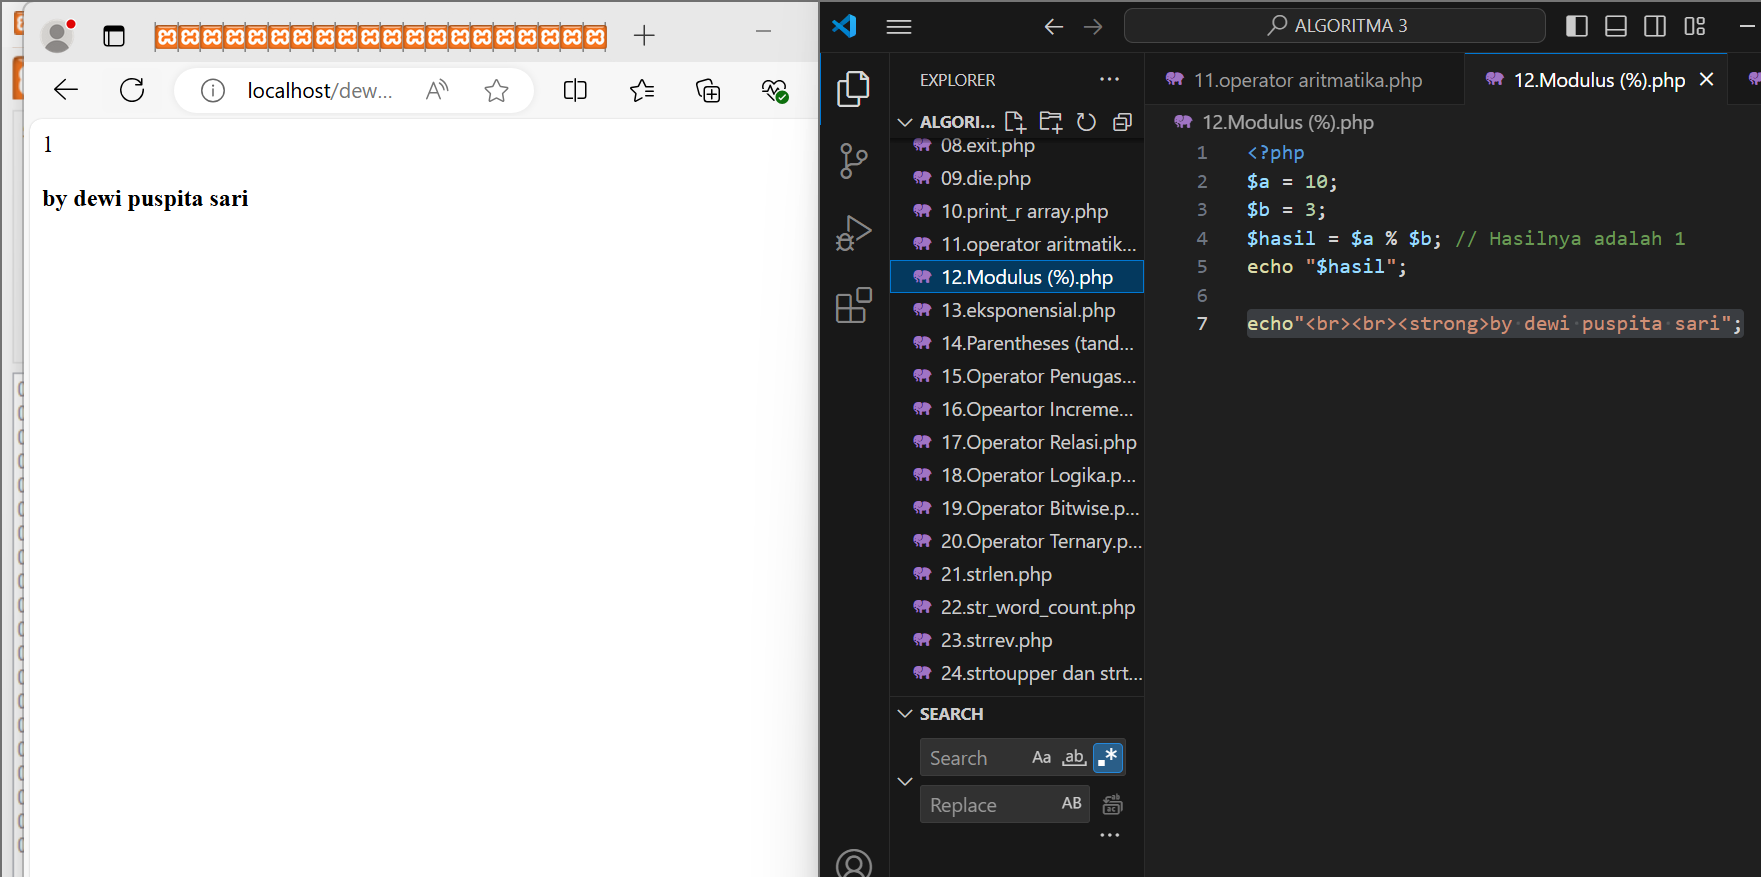 localhost/dew...
1
by dewi puspita sari
ALGORITMA 3
EXPLORER
ALGORI...
08.exit.php
09.die.php
10.print_r array.php
11.operator aritmatik...
12.Modulus (%).php
13.eksponensial.php
14.Parentheses (tand...
15.Operator Penugas...
16.Opeartor Increme...
17.Operator Relasi.php
18.Operator Logika.p...
19.Operator Bitwise.p...
20.Operator Ternary.p...
21.strlen.php
22.str_word_count.php
23.strrev.php
24.strtoupper dan strt...
SEARCH
Search Aa ab .*
Replace AB
11.operator aritmatika.php
12.Modulus (%).php
12.Modulus (%).php
1 <?php
2 $a = 10;
3 $b = 3;
4 $hasil = $a % $b; // Hasilnya adalah 1
5 echo "$hasil";
6
7 echo"<br><br><strong>by dewi puspita sari";